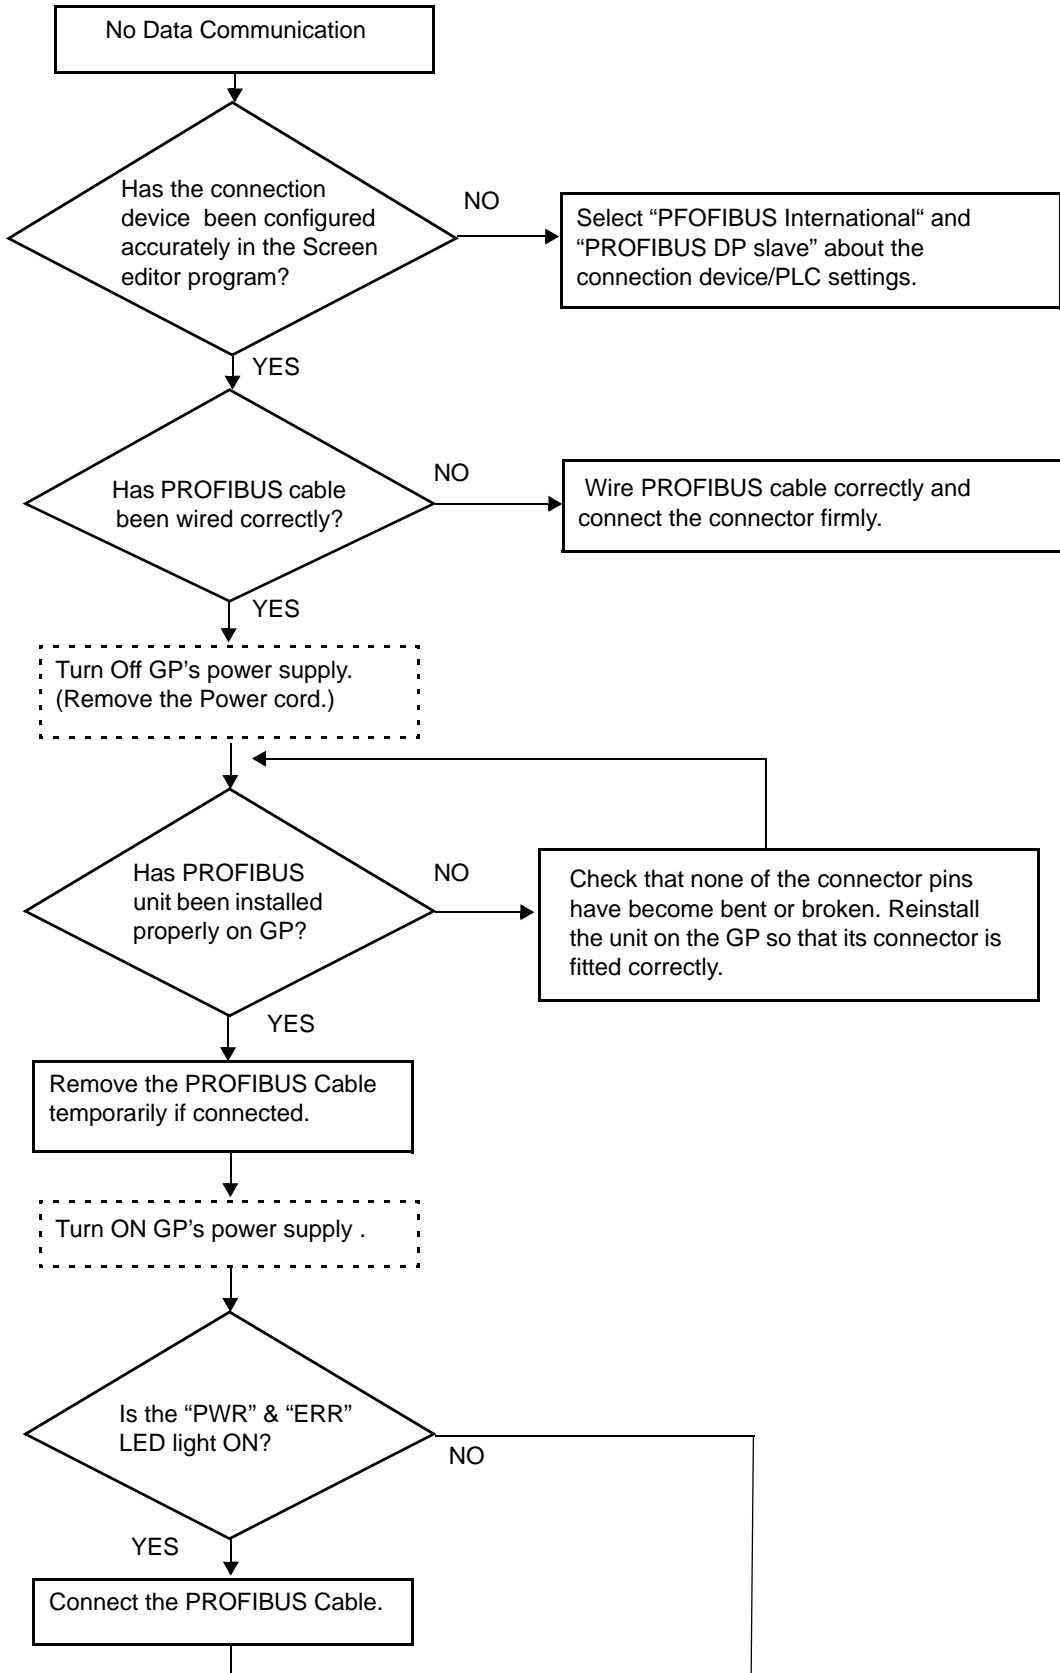 No Data Communication
Has the connection
device been configured
accurately in the Screen
editor program?
NO
Select “PFOFIBUS International“ and
“PROFIBUS DP slave” about the
connection device/PLC settings.
YES
Has PROFIBUS cable
been wired correctly?
NO
Wire PROFIBUS cable correctly and
connect the connector firmly.
YES
Turn Off GP’s power supply.
(Remove the Power cord.)
Has PROFIBUS
unit been installed
properly on GP?
NO
Check that none of the connector pins
have become bent or broken. Reinstall
the unit on the GP so that its connector is
fitted correctly.
YES
Remove the PROFIBUS Cable
temporarily if connected.
Turn ON GP’s power supply .
Is the “PWR” & “ERR”
LED light ON?
NO
YES
Connect the PROFIBUS Cable.